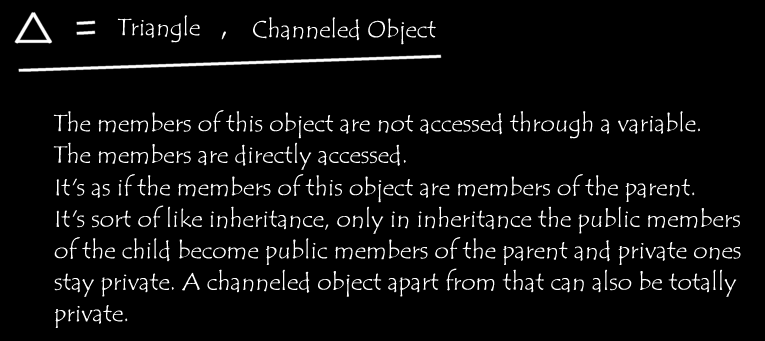 △ = Triangle , Channeled Object
The members of this object are not accessed through a variable.
The members are directly accessed.
It's as if the members of this object are members of the parent.
It's sort of like inheritance, only in inheritance the public members
of the child become public members of the parent and private ones
stay private. A channeled object apart from that can also be totally
private.